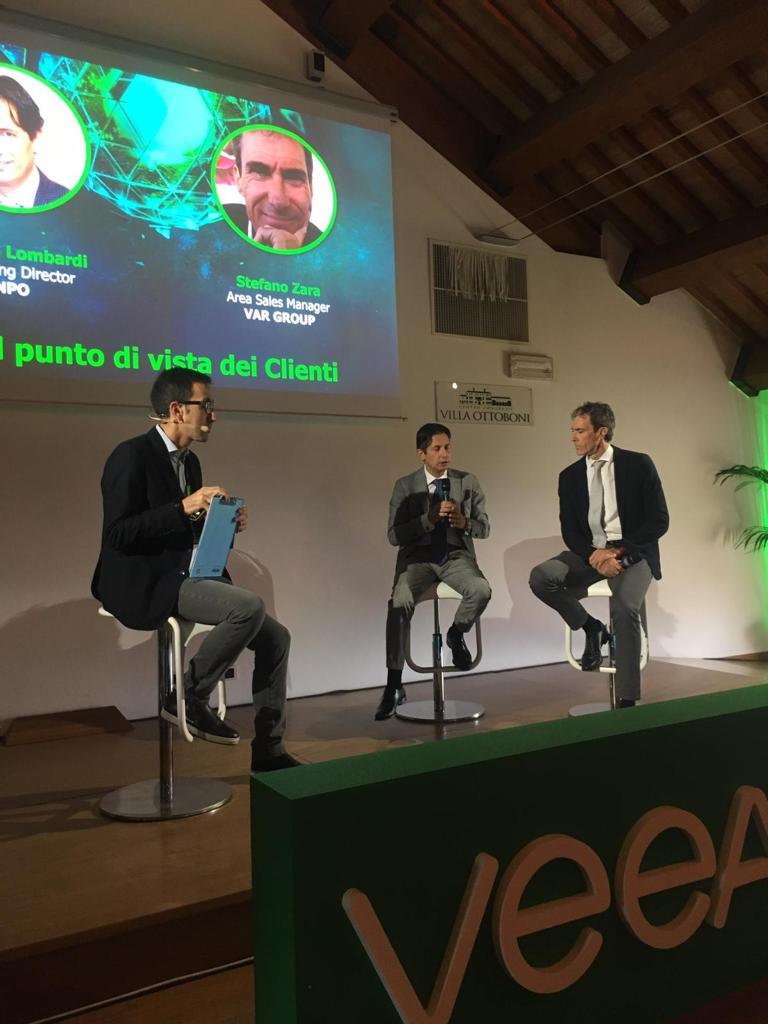 Lombardi
ng Director
NPO
Stefano Zara
Area Sales Manager
VAR GROUP
l punto di vista dei Clienti
VILLA OTTOBONI
veeA